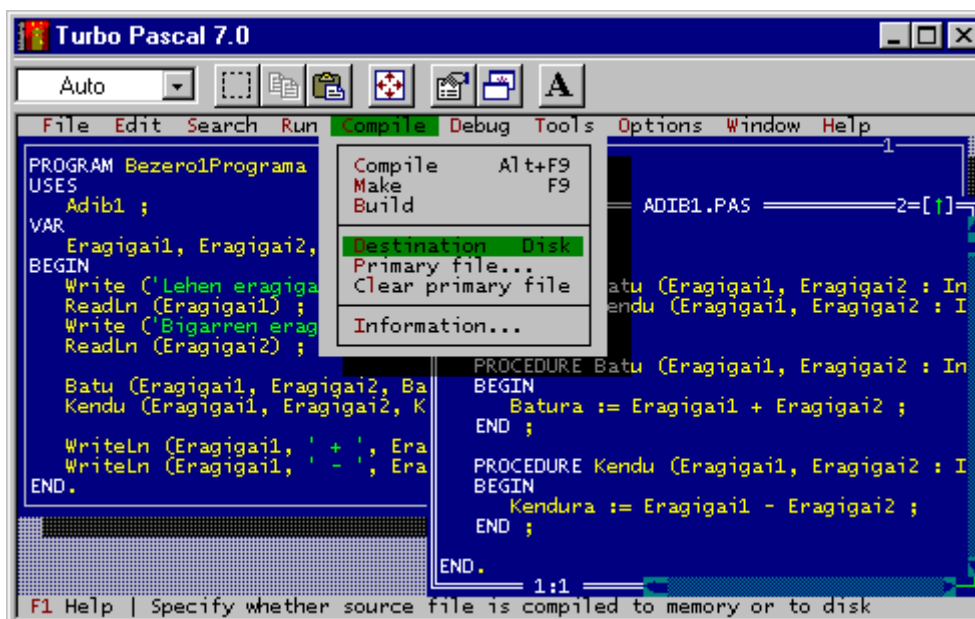 Turbo Pascal 7.0
Auto
A
File Edit Search Run Compile Debug Tools Options Window Help
Compile Alt+F9
Make F9
Build
Destination Disk
Primary file...
Clear primary file
Information...
1
PROGRAM Bezero1Programa
USES
Adib1 ;
VAR
Eragigai1, Eragigai2,
BEGIN
Write ('Lehen eragiga
ReadLn (Eragigai1) ;
Write ('Bigarren erag
ReadLn (Eragigai2) ;
Batu (Eragigai1, Eragigai2, Ba
Kendu (Eragigai1, Eragigai2, K
WriteLn (Eragigai1, ' + ', Era
WriteLn (Eragigai1, ' - ', Era
END.
ADIB1.PAS 2=[↑]
atu (Eragigai1, Eragigai2 : In
endu (Eragigai1, Eragigai2 : I
PROCEDURE Batu (Eragigai1, Eragigai2 : In
BEGIN
Batura := Eragigai1 + Eragigai2 ;
END ;
PROCEDURE Kendu (Eragigai1, Eragigai2 : I
BEGIN
Kendura := Eragigai1 - Eragigai2 ;
END ;
END.
1:1
F1 Help | Specify whether source file is compiled to memory or to disk